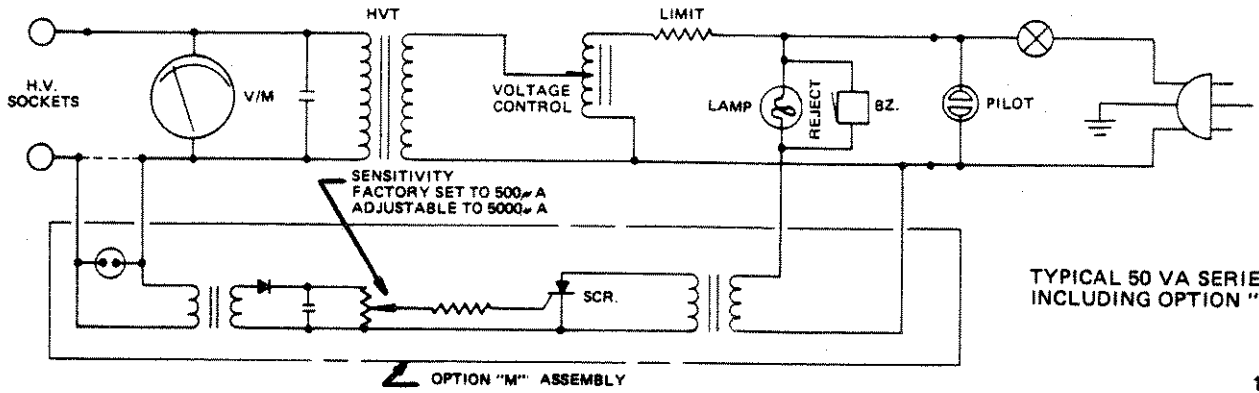 HVT
LIMIT
H.V.
SOCKETS
V/M
VOLTAGE
CONTROL
LAMP
REJECT
BZ.
PILOT
SENSITIVITY
FACTORY SET TO 500μA
ADJUSTABLE TO 5000μA
SCR.
TYPICAL 50 VA SERIE
INCLUDING OPTION "
OPTION "M" ASSEMBLY
1